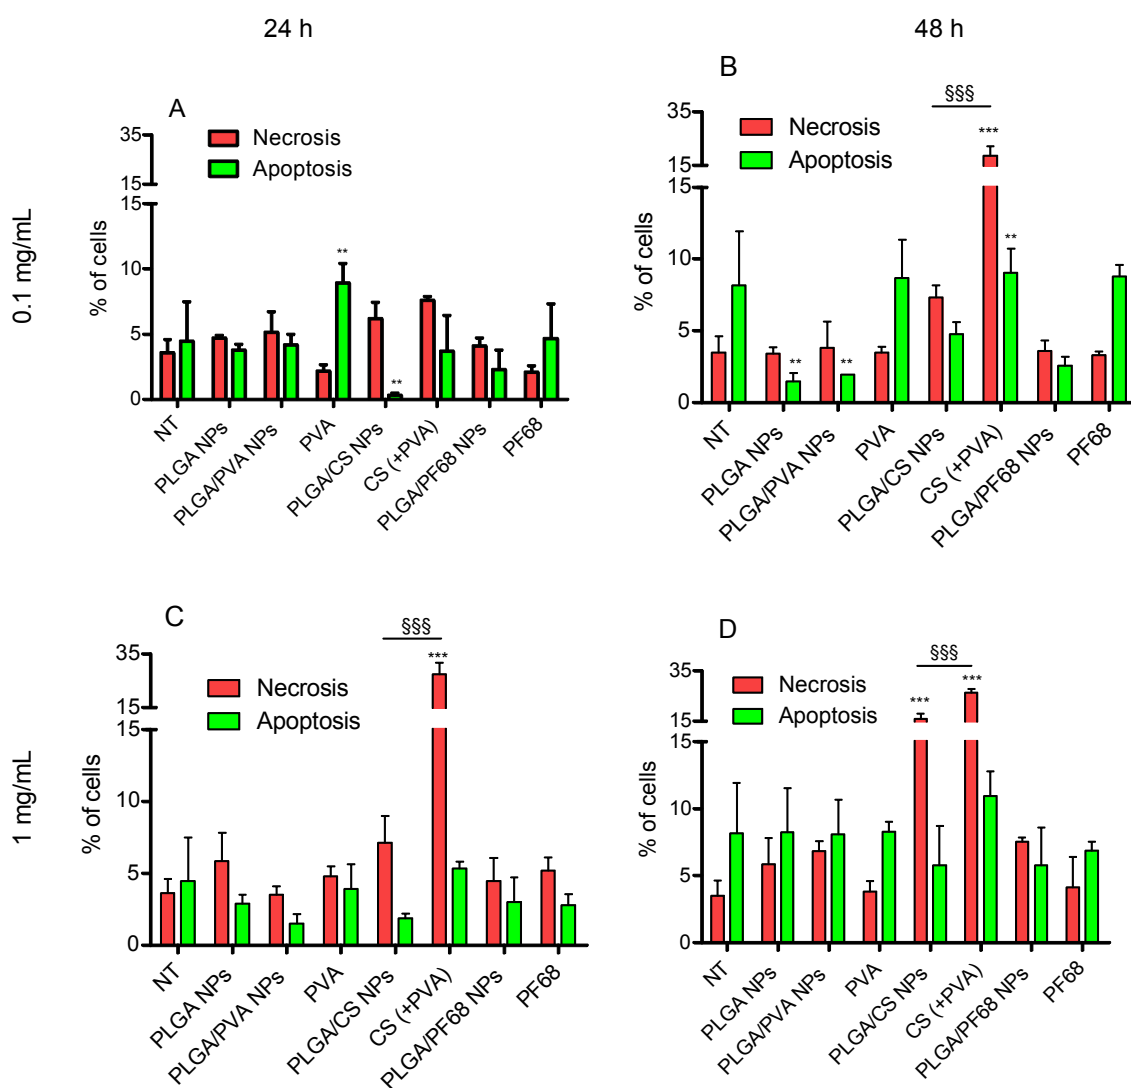 24 h
48 h
0.1 mg/mL
1 mg/mL
A
Necrosis
Apoptosis
% of cells
35
15
15
10
5
0
**
**
NT
PLGA NPs
PLGA/PVA NPs
PVA
PLGA/CS NPs
CS (+PVA)
PLGA/PF68 NPs
PF68
B
§§§
Necrosis
Apoptosis
% of cells
35
15
15
10
5
0
**
**
***
**
NT
PLGA NPs
PLGA/PVA NPs
PVA
PLGA/CS NPs
CS (+PVA)
PLGA/PF68 NPs
PF68
C
§§§
***
Necrosis
Apoptosis
% of cells
35
15
15
10
5
0
NT
PLGA NPs
PLGA/PVA NPs
PVA
PLGA/CS NPs
CS (+PVA)
PLGA/PF68 NPs
PF68
D
§§§
***
***
Necrosis
Apoptosis
% of cells
35
15
15
10
5
0
NT
PLGA NPs
PLGA/PVA NPs
PVA
PLGA/CS NPs
CS (+PVA)
PLGA/PF68 NPs
PF68